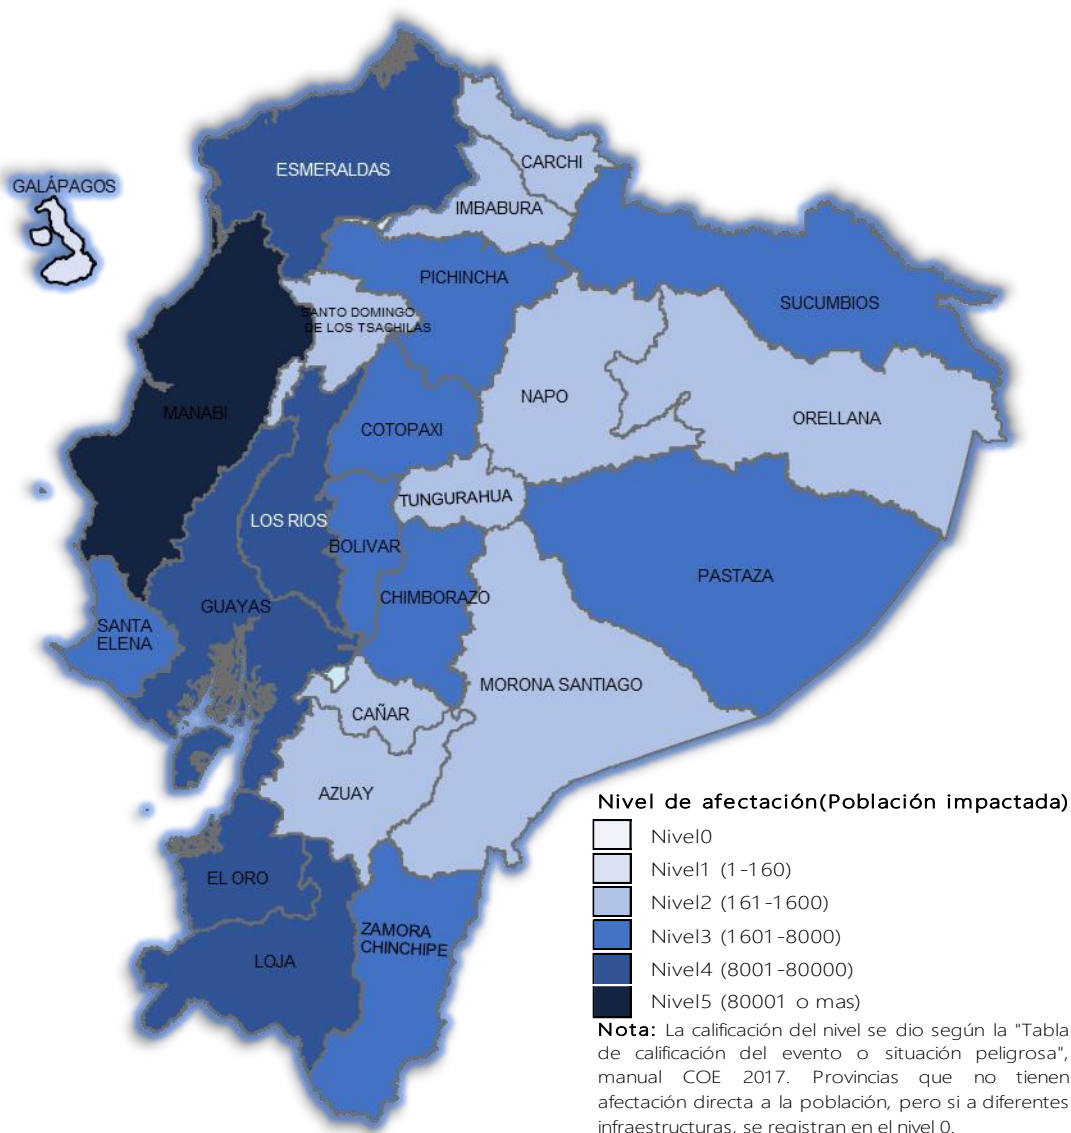 ESMERALDAS
CARCHI
GALÁPAGOS
IMBABURA
PICHINCHA
SUCUMBIOS
SANTO DOMINGO
DE LOS TSACHILAS
NAPO
MANABI
ORELLANA
COTOPAXI
TUNGURAHUA
LOS RIOS
BOLIVAR
PASTAZA
CHIMBORAZO
GUAYAS
SANTA
ELENA
MORONA SANTIAGO
CAÑAR
AZUAY
EL ORO
ZAMORA
CHINCHIPE
LOJA
Nivel de afectación(Población impactada)
Nivel0
Nivel1 (1-160)
Nivel2 (161-1600)
Nivel3 (1601-8000)
Nivel4 (8001-80000)
Nivel5 (80001 o mas)
Nota: La calificación del nivel se dio según la "Tabla
de calificación del evento o situación peligrosa",
manual COE 2017. Provincias que no tienen
afectación directa a la población, pero si a diferentes
infraestructuras, se registran en el nivel 0.